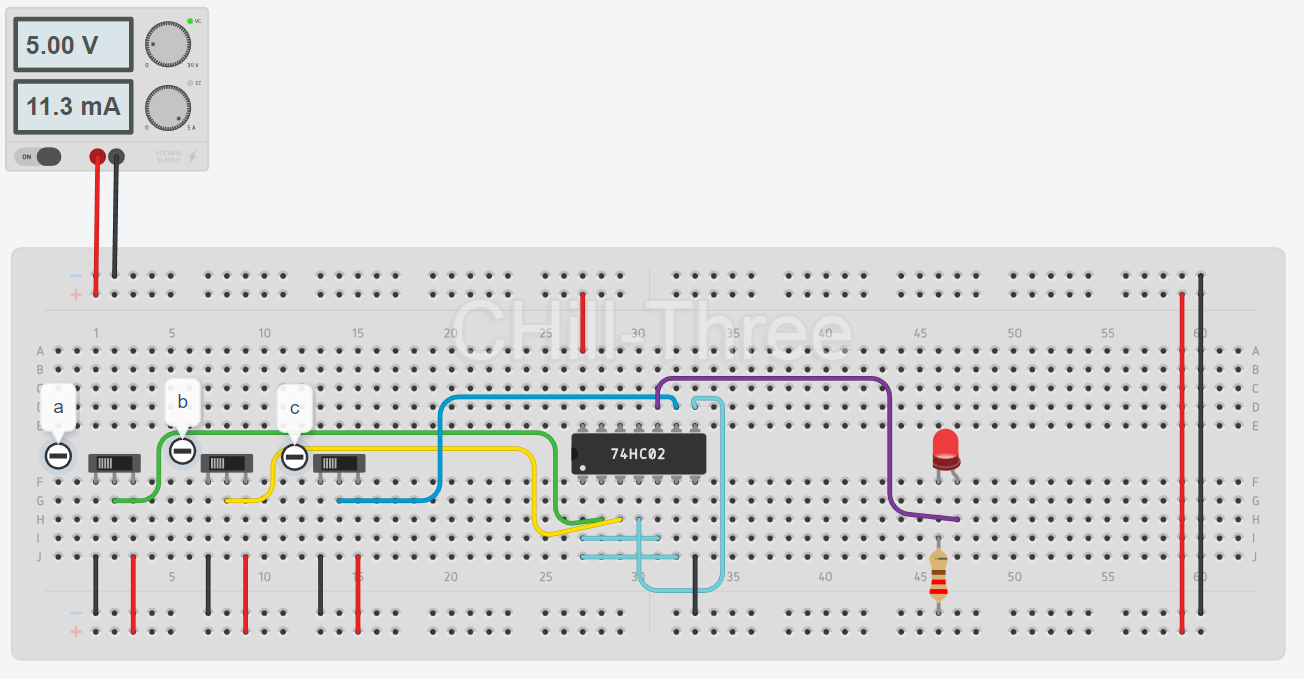 5.00 V
VC
0 30 V
11.3 mA
CC
0 5 A
ON
VOLTAGE
SUPPLY
− −
+ +
CHill-Three
1 5 10 15 20 25 30 35 40 45 50 55 60
A A
B B
C C
D D
E E
a
b
c
74HC02
F F
G G
H H
I I
J J
5 10 15 20 25 30 35 40 45 50 55 60
− −
+ +